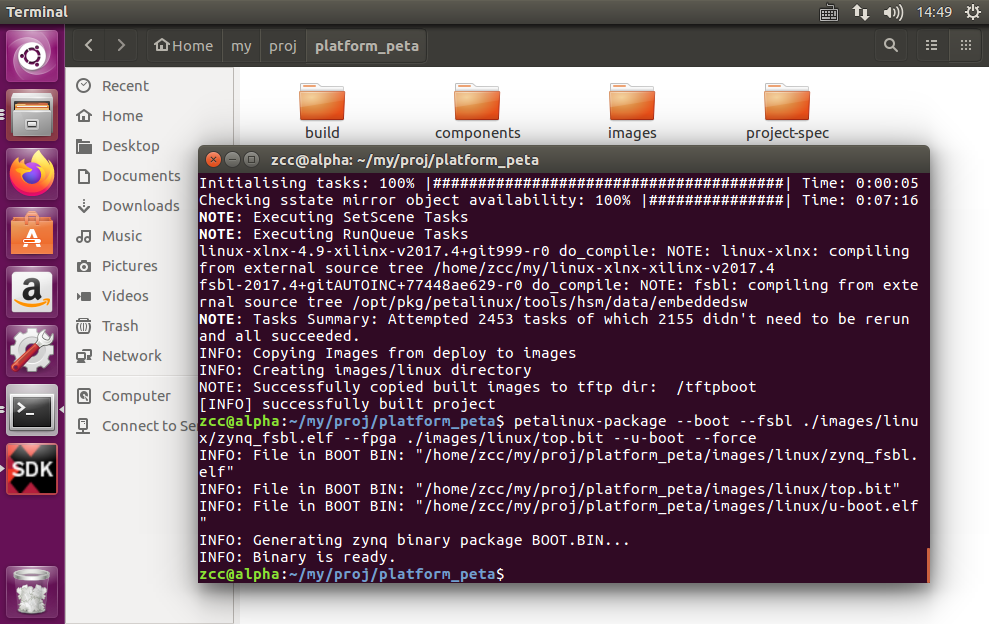 Terminal
14:49
Home
my
proj
platform_peta
Recent
Home
Desktop
Documents
Downloads
Music
Pictures
Videos
Trash
Network
Computer
Connect to Se
build
components
images
project-spec
zcc@alpha: ~/my/proj/platform_peta
Initialising tasks: 100% |#######################################| Time: 0:00:05
Checking sstate mirror object availability: 100% |###############| Time: 0:07:16
NOTE: Executing SetScene Tasks
NOTE: Executing RunQueue Tasks
linux-xlnx-4.9-xilinx-v2017.4+git999-r0 do_compile: NOTE: linux-xlnx: compiling
from external source tree /home/zcc/my/linux-xlnx-xilinx-v2017.4
fsbl-2017.4+gitAUTOINC+77448ae629-r0 do_compile: NOTE: fsbl: compiling from exte
rnal source tree /opt/pkg/petalinux/tools/hsm/data/embeddedsw
NOTE: Tasks Summary: Attempted 2453 tasks of which 2155 didn't need to be rerun
and all succeeded.
INFO: Copying Images from deploy to images
INFO: Creating images/linux directory
NOTE: Successfully copied built images to tftp dir:  /tftpboot
[INFO] successfully built project
zcc@alpha:~/my/proj/platform_peta$ petalinux-package --boot --fsbl ./images/linu
x/zynq_fsbl.elf --fpga ./images/linux/top.bit --u-boot --force
INFO: File in BOOT BIN: "/home/zcc/my/proj/platform_peta/images/linux/zynq_fsbl.
elf"
INFO: File in BOOT BIN: "/home/zcc/my/proj/platform_peta/images/linux/top.bit"
INFO: File in BOOT BIN: "/home/zcc/my/proj/platform_peta/images/linux/u-boot.elf
"
INFO: Generating zynq binary package BOOT.BIN...
INFO: Binary is ready.
zcc@alpha:~/my/proj/platform_peta$
A
a
>_
SDK